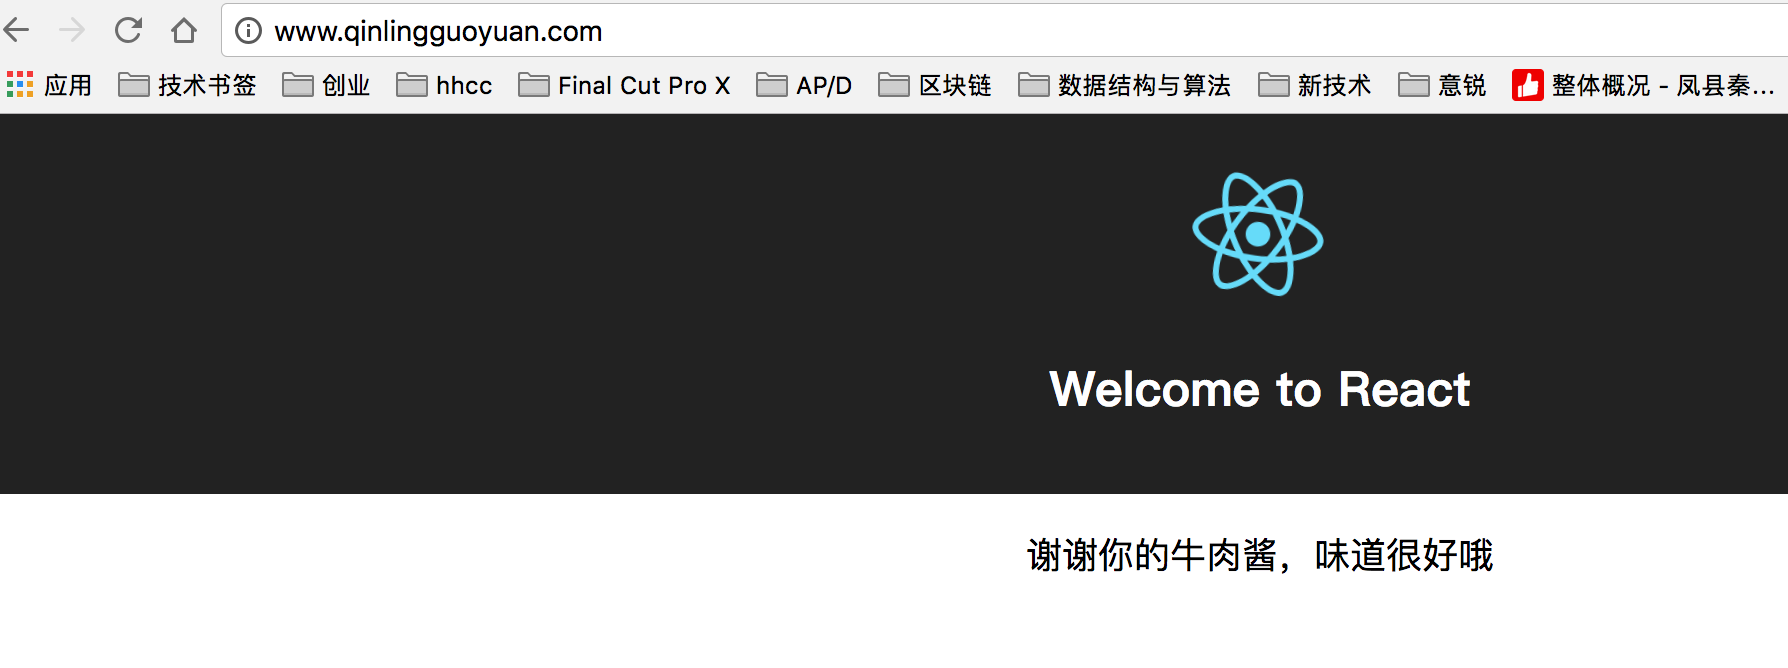 www.qinlingguoyuan.com
应用 技术书签 创业 hhcc Final Cut Pro X AP/D 区块链 数据结构与算法 新技术 意锐 整体概况 - 凤县秦...
Welcome to React
谢谢你的牛肉酱，味道很好哦